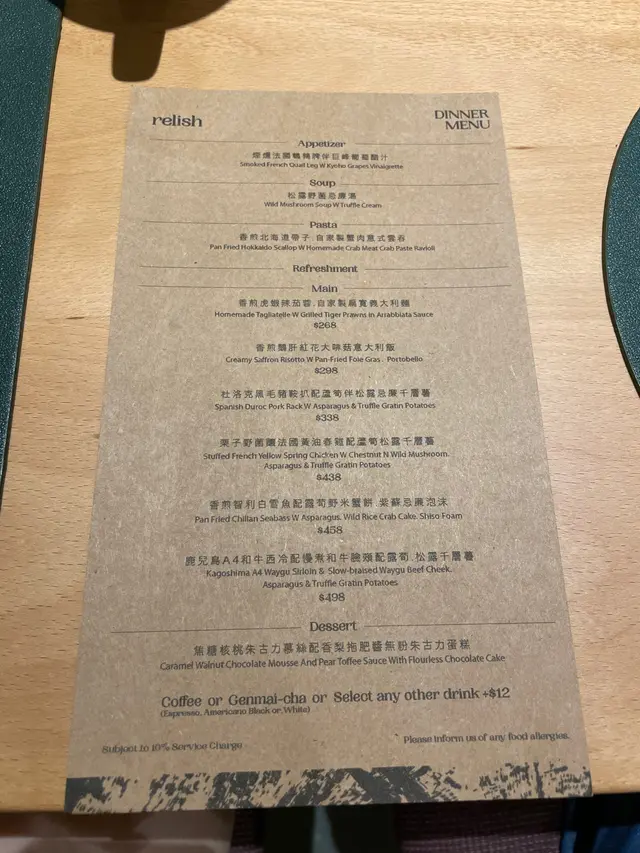 relish
DINNER
MENU
Appetizer
煙燻法國鵪鶉髀伴巨峰葡萄醋汁
Smoked French Quail Leg W Kyoho Grapes Vinaigrette
Soup
松露野菌忌廉湯
Wild Mushroom Soup W Truffle Cream
Pasta
香煎北海道帶子.自家製蟹肉意式雲吞
Pan Fried Hokkaido Scallop W Homemade Crab Meat Crab Paste Ravioli
Refreshment
Main
香煎虎蝦辣茄蓉.自家製扁寬義大利麵
Homemade Tagliatelle W Grilled Tiger Prawns in Arrabbiata Sauce
$268
香煎鵝肝紅花大啡菇意大利飯
Creamy Saffron Risotto W Pan-Fried Foie Gras . Portobello
$298
杜洛克黑毛豬鞍扒配蘆荀伴松露忌廉千層薯
Spanish Duroc Pork Rack W Asparagus & Truffle Gratin Potatoes
$338
栗子野菌釀法國黃油春雞配蘆荀松露千層薯
Stuffed French Yellow Spring Chicken W Chestnut N Wild Mushroom.
Asparagus & Truffle Gratin Potatoes
$438
香煎智利白雪魚配露荀野米蟹餅.紫蘇忌廉泡沫
Pan Fried Chilian Seabass W Asparagus. Wild Rice Crab Cake. Shiso Foam
$458
鹿兒島A4和牛西冷配慢煮和牛臉頰配露荀.松露千層薯
Kagoshima A4 Waygu Sirloin & Slow-braised Waygu Beef Cheek.
Asparagus & Truffle Gratin Potatoes
$498
Dessert
焦糖核桃朱古力慕絲配香梨拖肥醬無粉朱古力蛋糕
Caramel Walnut Chocolate Mousse And Pear Toffee Sauce With Flourless Chocolate Cake
Coffee or Genmai-cha or Select any other drink +$12
(Espresso, Americano Black or White)
Subject to 10% Service Charge
Please inform us of any food allergies.